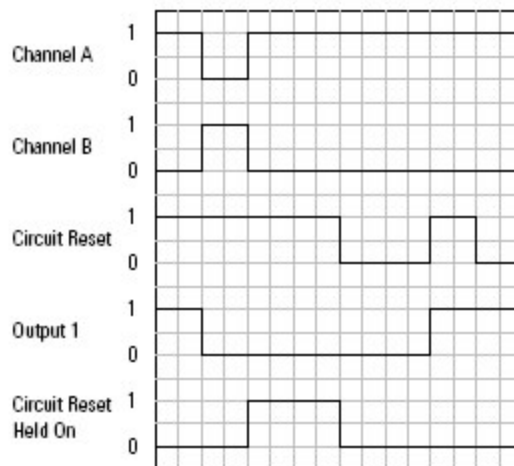 Channel A 1
0
Channel B 1
0
Circuit Reset 1
0
Output 1 1
0
Circuit Reset 1
Held On 0